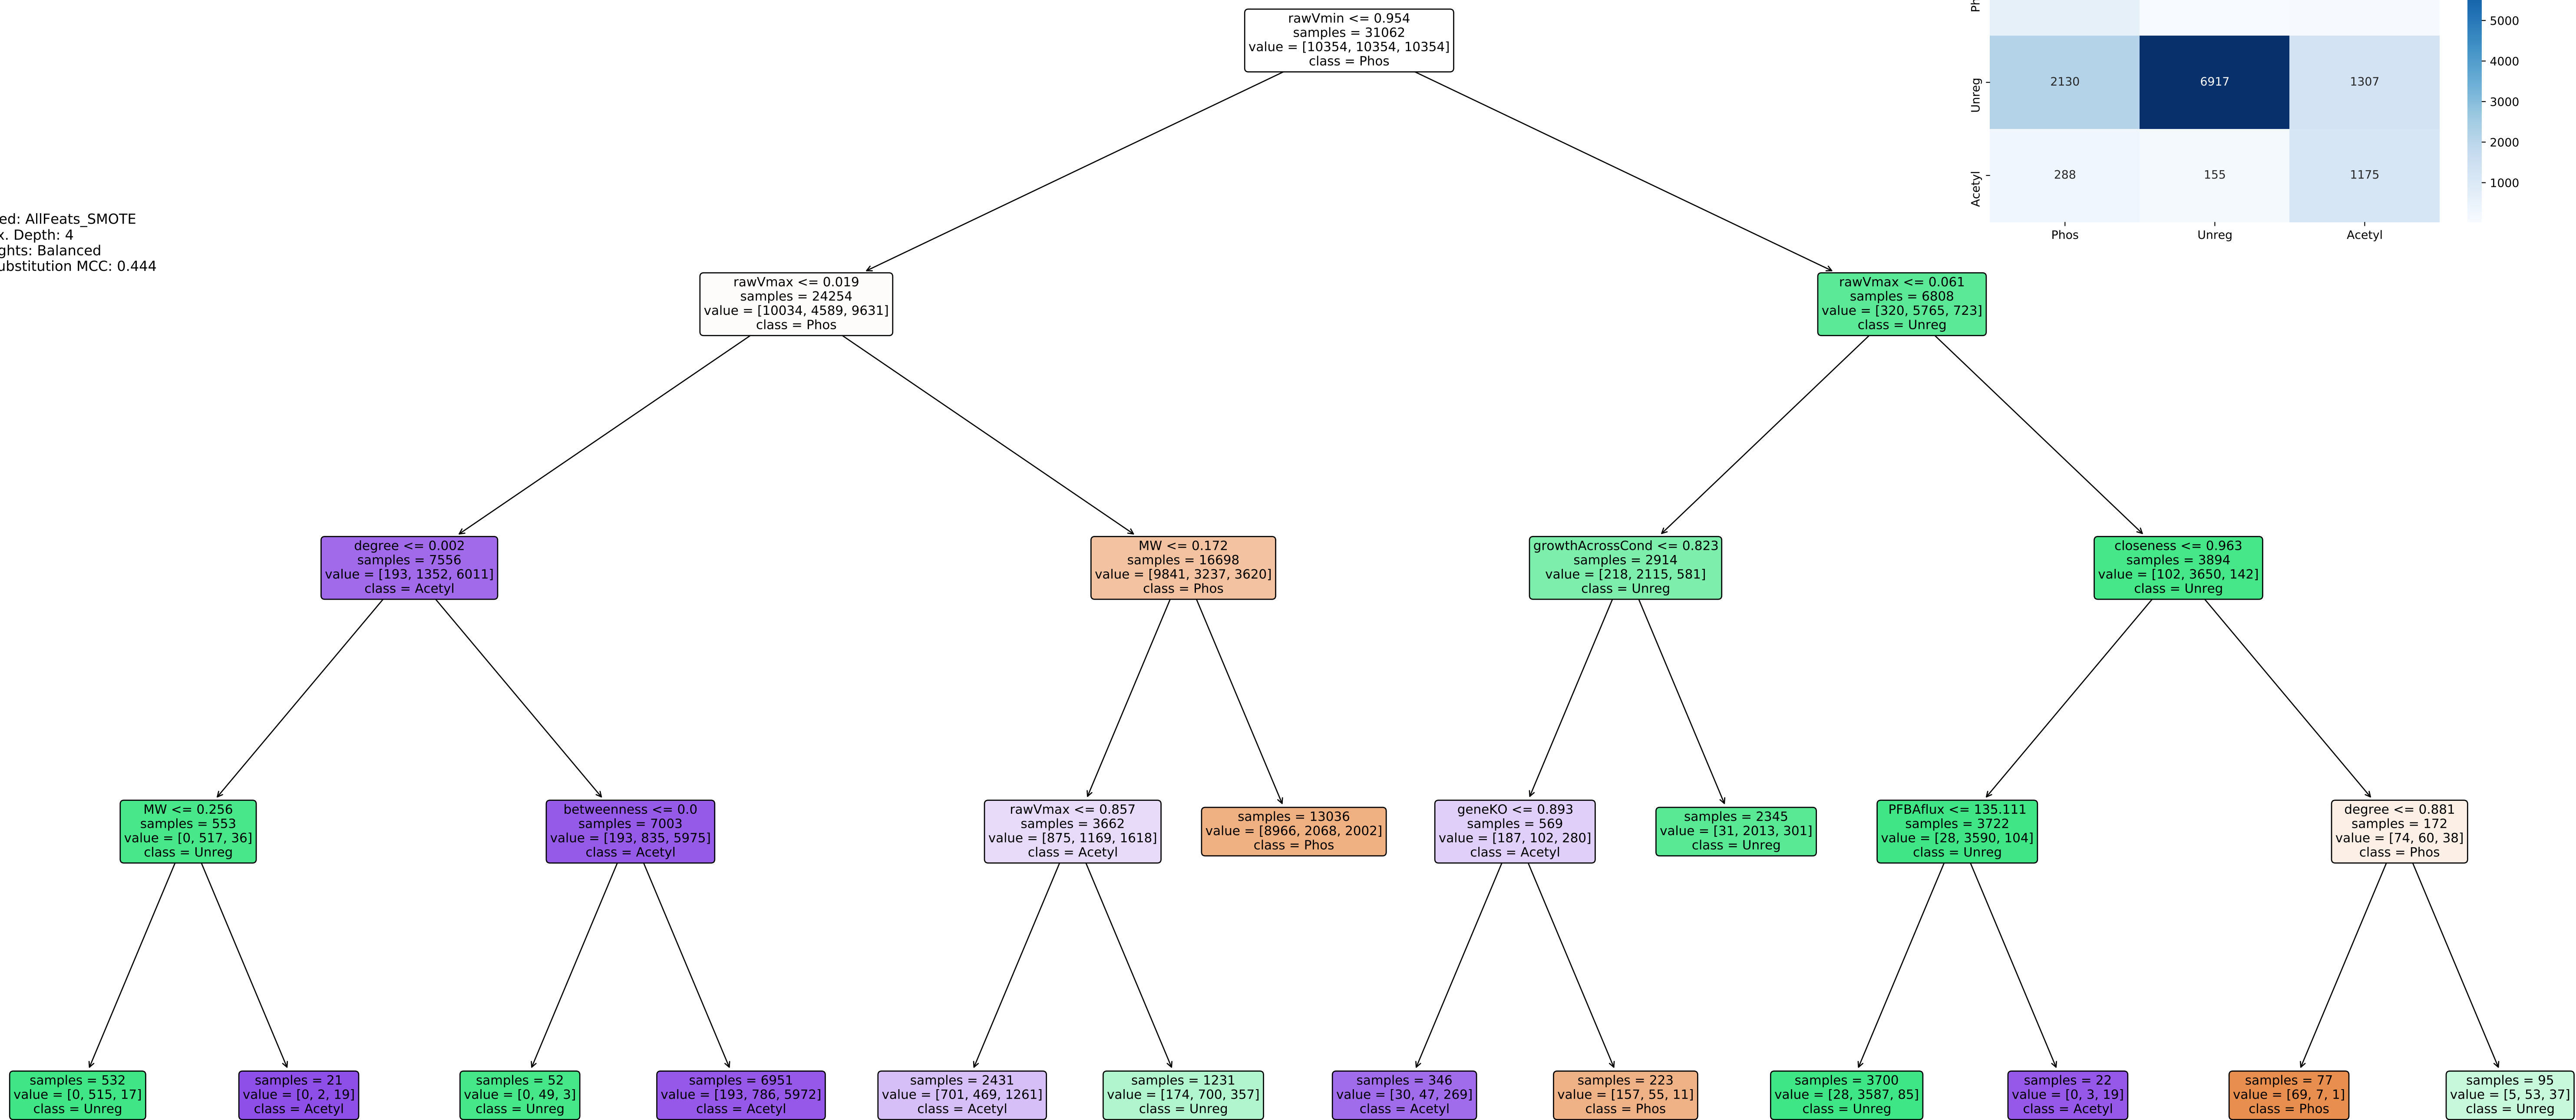 rawVmin <= 0.954
samples = 31062
value = [10354, 10354, 10354]
class = Phos
Ph
5000
4000
3000
2000
1000
Unreg
2130
6917
1307
Acetyl
288
155
1175
Phos
Unreg
Acetyl
ed: AllFeats_SMOTE
x. Depth: 4
ghts: Balanced
ubstitution MCC: 0.444
rawVmax <= 0.019
samples = 24254
value = [10034, 4589, 9631]
class = Phos
rawVmax <= 0.061
samples = 6808
value = [320, 5765, 723]
class = Unreg
degree <= 0.002
samples = 7556
value = [193, 1352, 6011]
class = Acetyl
MW <= 0.172
samples = 16698
value = [9841, 3237, 3620]
class = Phos
growthAcrossCond <= 0.823
samples = 2914
value = [218, 2115, 581]
class = Unreg
closeness <= 0.963
samples = 3894
value = [102, 3650, 142]
class = Unreg
MW <= 0.256
samples = 553
value = [0, 517, 36]
class = Unreg
betweenness <= 0.0
samples = 7003
value = [193, 835, 5975]
class = Acetyl
rawVmax <= 0.857
samples = 3662
value = [875, 1169, 1618]
class = Acetyl
samples = 13036
value = [8966, 2068, 2002]
class = Phos
geneKO <= 0.893
samples = 569
value = [187, 102, 280]
class = Acetyl
samples = 2345
value = [31, 2013, 301]
class = Unreg
PFBAflux <= 135.111
samples = 3722
value = [28, 3590, 104]
class = Unreg
degree <= 0.881
samples = 172
value = [74, 60, 38]
class = Phos
samples = 532
value = [0, 515, 17]
class = Unreg
samples = 21
value = [0, 2, 19]
class = Acetyl
samples = 52
value = [0, 49, 3]
class = Unreg
samples = 6951
value = [193, 786, 5972]
class = Acetyl
samples = 2431
value = [701, 469, 1261]
class = Acetyl
samples = 1231
value = [174, 700, 357]
class = Unreg
samples = 346
value = [30, 47, 269]
class = Acetyl
samples = 223
value = [157, 55, 11]
class = Phos
samples = 3700
value = [28, 3587, 85]
class = Unreg
samples = 22
value = [0, 3, 19]
class = Acetyl
samples = 77
value = [69, 7, 1]
class = Phos
samples = 95
value = [5, 53, 37]
class = Unreg